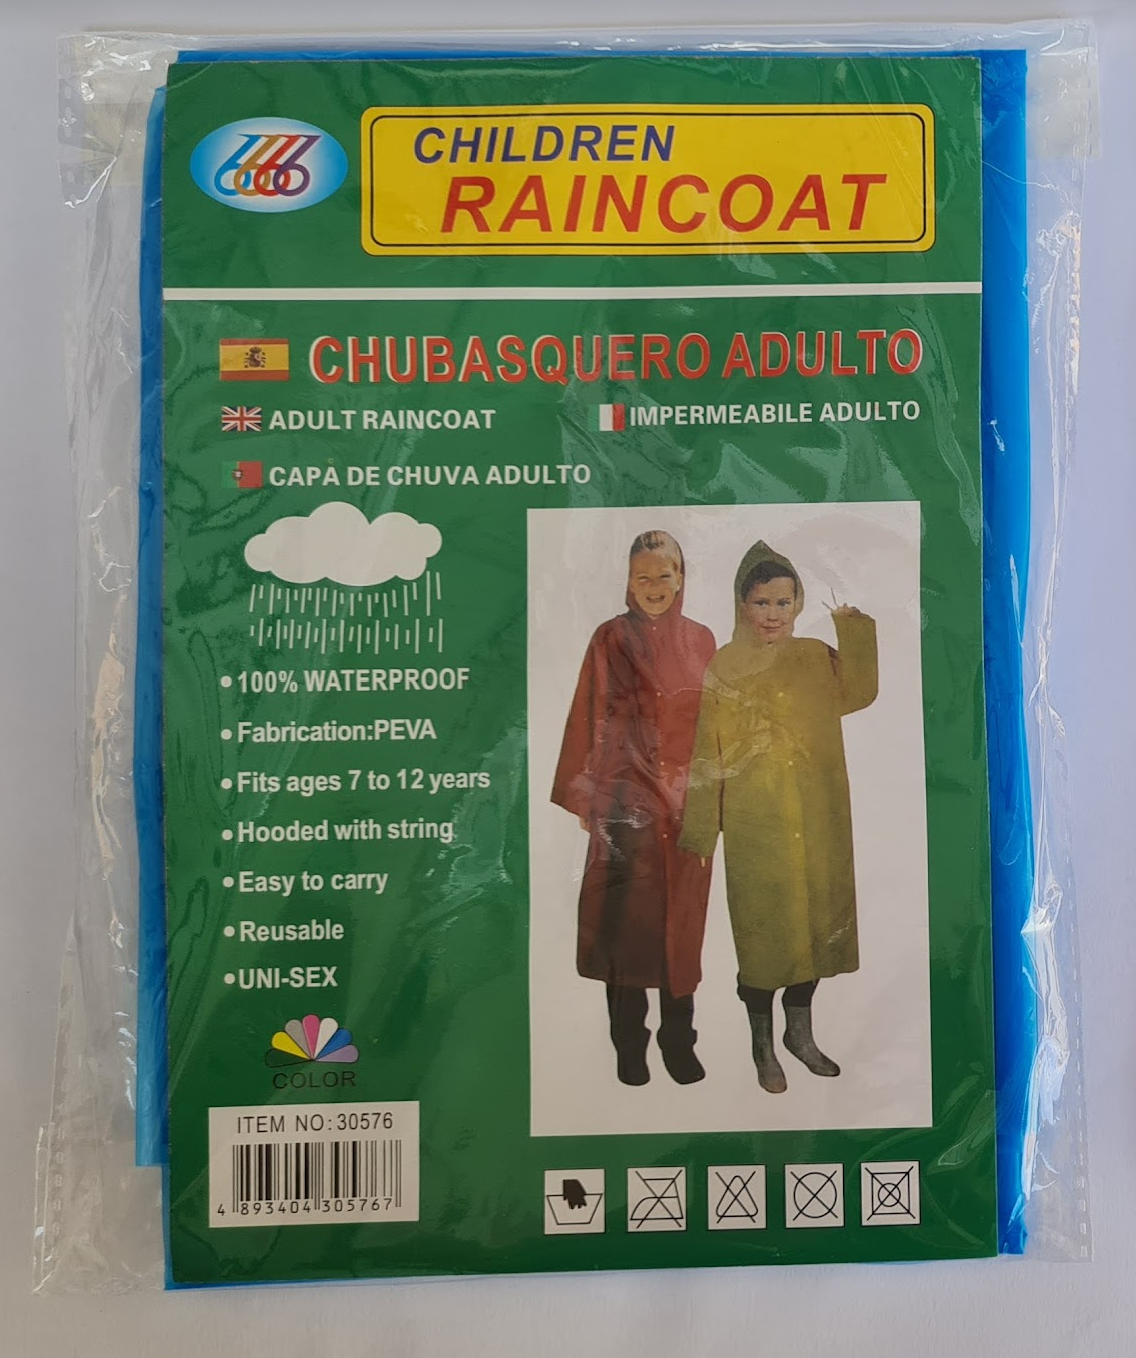 666
CHILDREN
RAINCOAT
CHUBASQUERO ADULTO
ADULT RAINCOAT
IMPERMEABILE ADULTO
CAPA DE CHUVA ADULTO
•100% WATERPROOF
•Fabrication:PEVA
•Fits ages 7 to 12 years
•Hooded with string
•Easy to carry
•Reusable
•UNI-SEX
COLOR
ITEM NO:30576
4 893404 305767